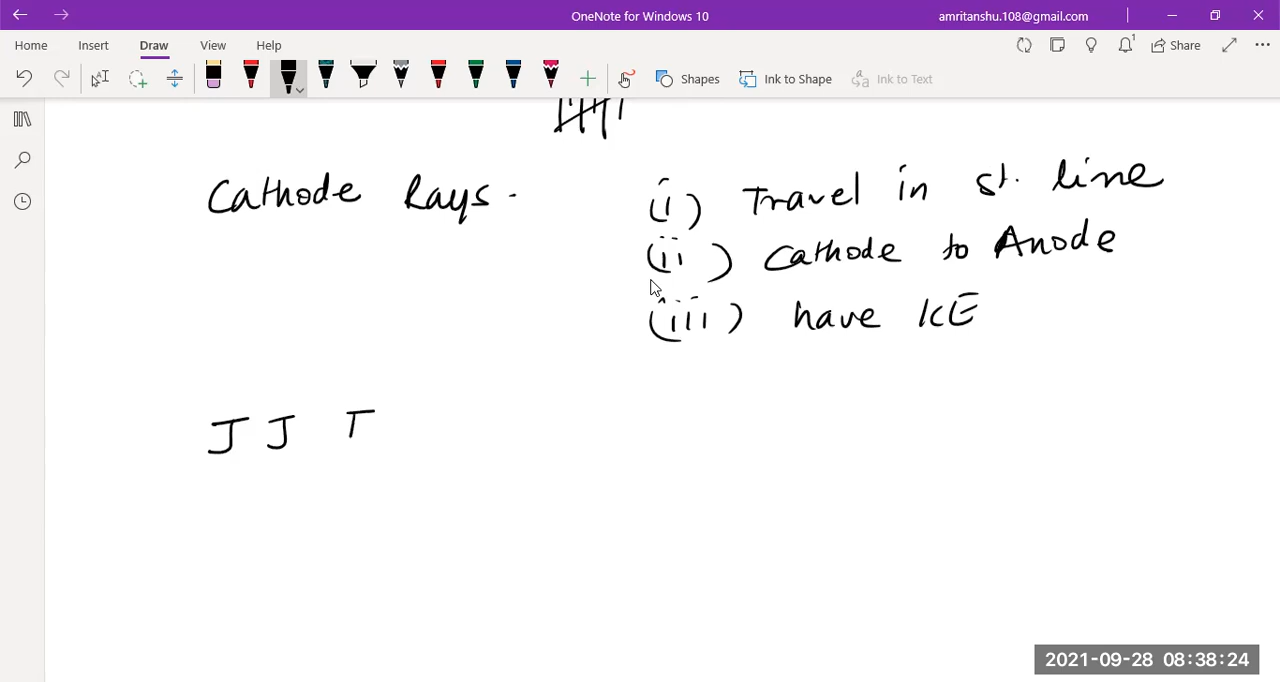 OneNote for Windows 10
amritanshu.108@gmail.com
Home Insert Draw View Help
1 Share
Shapes Ink to Shape Ink to Text
Cathode Rays.
(i) Travel in st. line
(ii) Cathode to Anode
(iii) have KE
J J T
2021-09-28 08:38:24